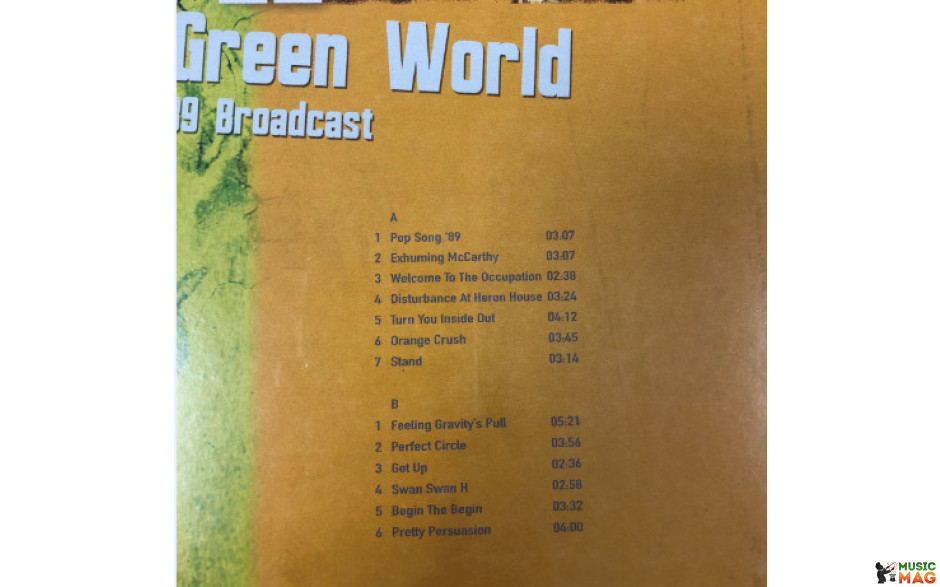 Green World
89 Broadcast
A
1 Pop Song '89 03.07
2 Exhuming McCarthy 03:07
3 Welcome To The Occupation 02:38
4 Disturbance At Heron House 03:24
5 Turn You Inside Out 04:12
6 Orange Crush 03:45
7 Stand 03:14
B
1 Feeling Gravity's Pull 05:21
2 Perfect Circle 03:56
3 Get Up 02:36
4 Swan Swan H 02:58
5 Begin The Begin 03:32
6 Pretty Persuasion 04:00
MUSIC
MAG